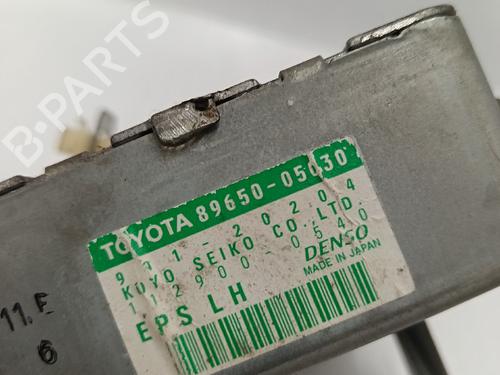 B-PARTS
TOYOTA 89650-05030
901-20204
KOYO SEIKO CO.,LTD.
112900-0540
DENSO
MADE IN JAPAN
EPS LH
11.E
6